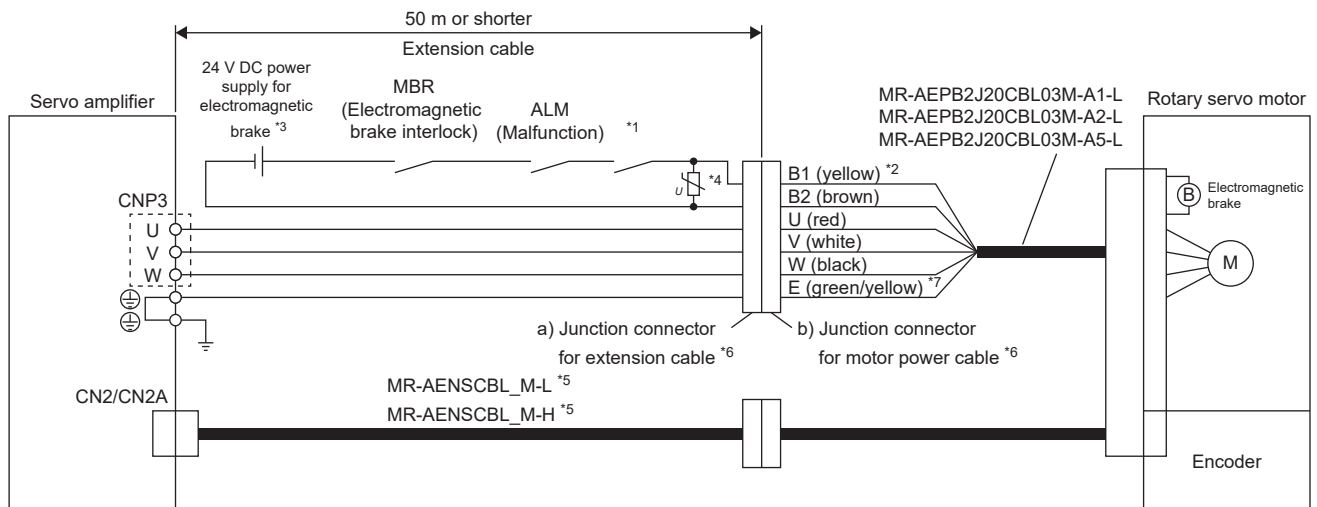 50 m or shorter
Extension cable
24 V DC power
supply for
electromagnetic
brake *3
MBR
(Electromagnetic
brake interlock)
ALM
(Malfunction)
*1
Servo amplifier
MR-AEPB2J20CBL03M-A1-L
MR-AEPB2J20CBL03M-A2-L
MR-AEPB2J20CBL03M-A5-L
Rotary servo motor
U
*4
B1 (yellow) *2
B2 (brown)
U (red)
V (white)
W (black)
E (green/yellow) *7
B
Electromagnetic
brake
M
CNP3
U
V
W
a) Junction connector
for extension cable *6
b) Junction connector
for motor power cable *6
CN2/CN2A
MR-AENSCBL_M-L *5
MR-AENSCBL_M-H *5
Encoder